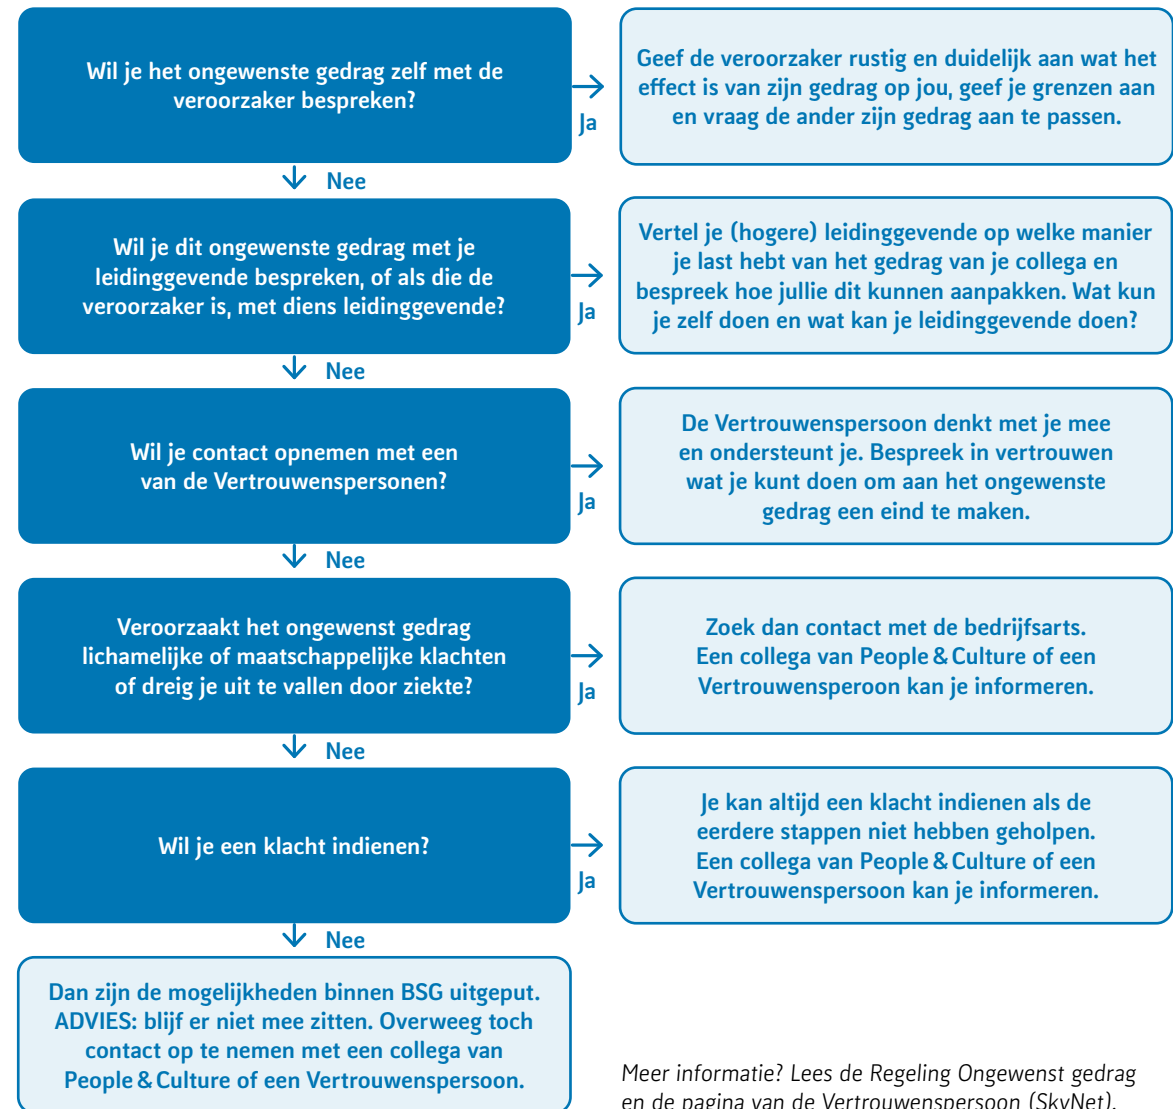 Wil je het ongewenste gedrag zelf met de
veroorzaker bespreken?
Ja
Geef de veroorzaker rustig en duidelijk aan wat het
effect is van zijn gedrag op jou, geef je grenzen aan
en vraag de ander zijn gedrag aan te passen.
Nee
Wil je dit ongewenste gedrag met je
leidinggevende bespreken, of als die de
veroorzaker is, met diens leidinggevende?
Ja
Vertel je (hogere) leidinggevende op welke manier
je last hebt van het gedrag van je collega en
bespreek hoe jullie dit kunnen aanpakken. Wat kun
je zelf doen en wat kan je leidinggevende doen?
Nee
Wil je contact opnemen met een
van de Vertrouwenspersonen?
Ja
De Vertrouwenspersoon denkt met je mee
en ondersteunt je. Bespreek in vertrouwen
wat je kunt doen om aan het ongewenste
gedrag een eind te maken.
Nee
Veroorzaakt het ongewenst gedrag
lichamelijke of maatschappelijke klachten
of dreig je uit te vallen door ziekte?
Ja
Zoek dan contact met de bedrijfsarts.
Een collega van People & Culture of een
Vertrouwensperoon kan je informeren.
Nee
Wil je een klacht indienen?
Ja
Je kan altijd een klacht indienen als de
eerdere stappen niet hebben geholpen.
Een collega van People & Culture of een
Vertrouwenspersoon kan je informeren.
Nee
Dan zijn de mogelijkheden binnen BSG uitgeput.
ADVIES: blijf er niet mee zitten. Overweeg toch
contact op te nemen met een collega van
People & Culture of een Vertrouwenspersoon.
Meer informatie? Lees de Regeling Ongewenst gedrag
en de pagina van de Vertrouwenspersoon (SkyNet).